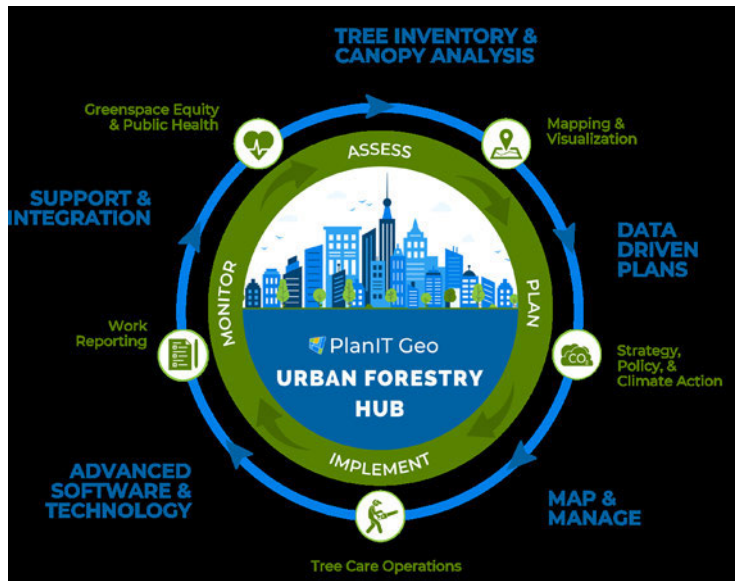 TREE INVENTORY &
CANOPY ANALYSIS
Greenspace Equity
& Public Health
Mapping &
Visualization
ASSESS
SUPPORT &
INTEGRATION
DATA
DRIVEN
PLANS
MONITOR
PLAN
Work
Reporting
PlanIT Geo
URBAN FORESTRY
HUB
CO₂
Strategy,
Policy, &
Climate Action
IMPLEMENT
ADVANCED
SOFTWARE &
TECHNOLOGY
MAP &
MANAGE
Tree Care Operations